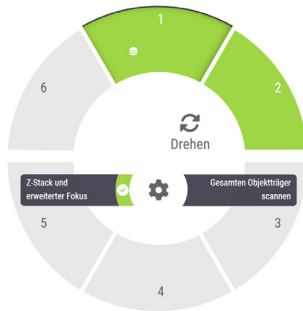 1
6
2
Drehen
Z-Stack und
erweiterter Fokus
Gesamten Objektträger
scannen
5
3
4